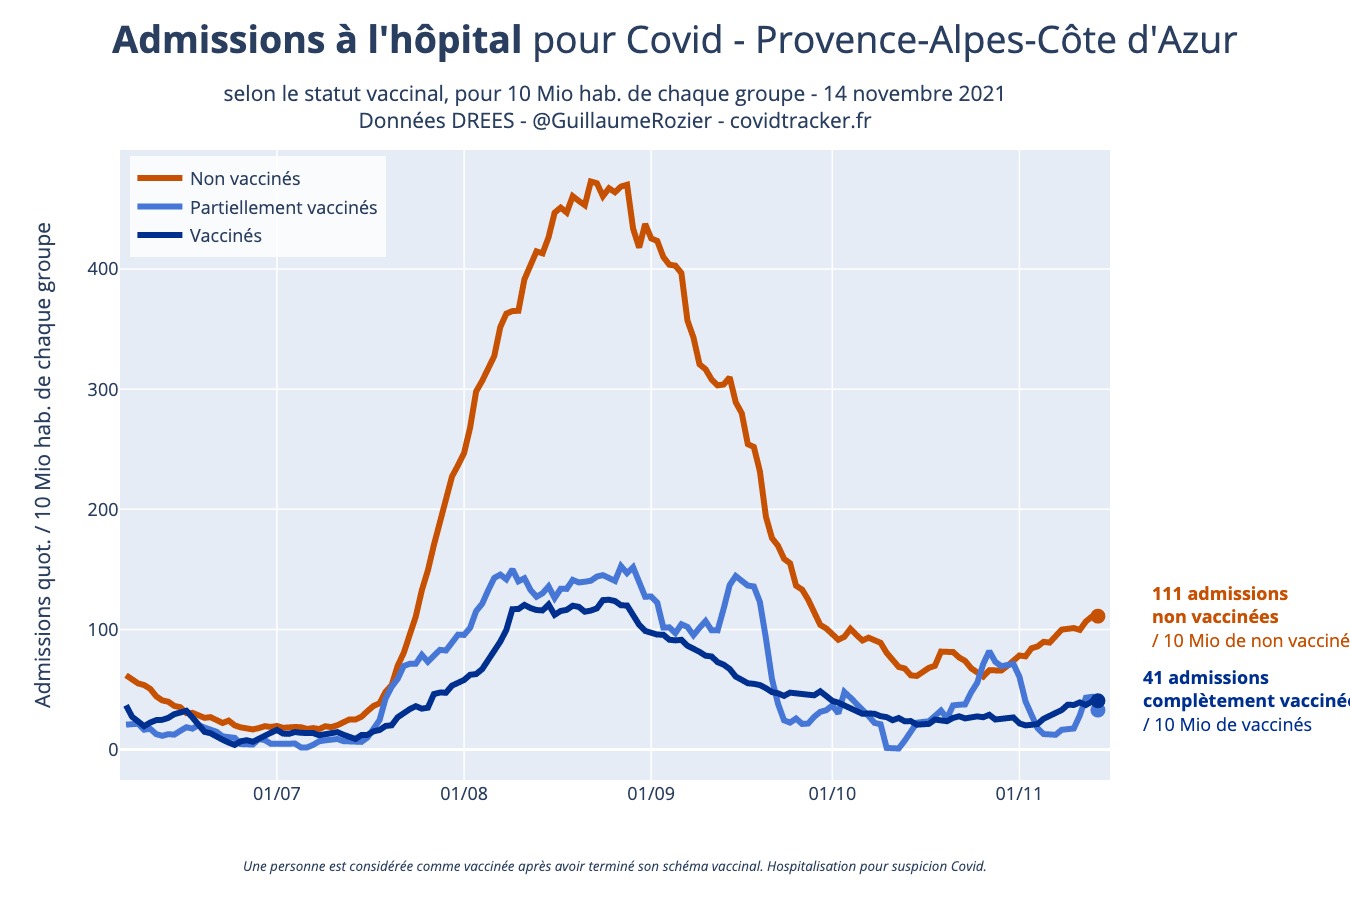 Admissions à l'hôpital pour Covid - Provence-Alpes-Côte d'Azur
selon le statut vaccinal, pour 10 Mio hab. de chaque groupe - 14 novembre 2021
Données DREES - @GuillaumeRozier - covidtracker.fr
Non vaccinés
Partiellement vaccinés
Vaccinés
Admissions quot. / 10 Mio hab. de chaque groupe
400
300
200
100
0
01/07
01/08
01/09
01/10
01/11
111 admissions
non vaccinées
/ 10 Mio de non vacciné
41 admissions
complètement vacciné
/ 10 Mio de vaccinés
Une personne est considérée comme vaccinée après avoir terminé son schéma vaccinal. Hospitalisation pour suspicion Covid.